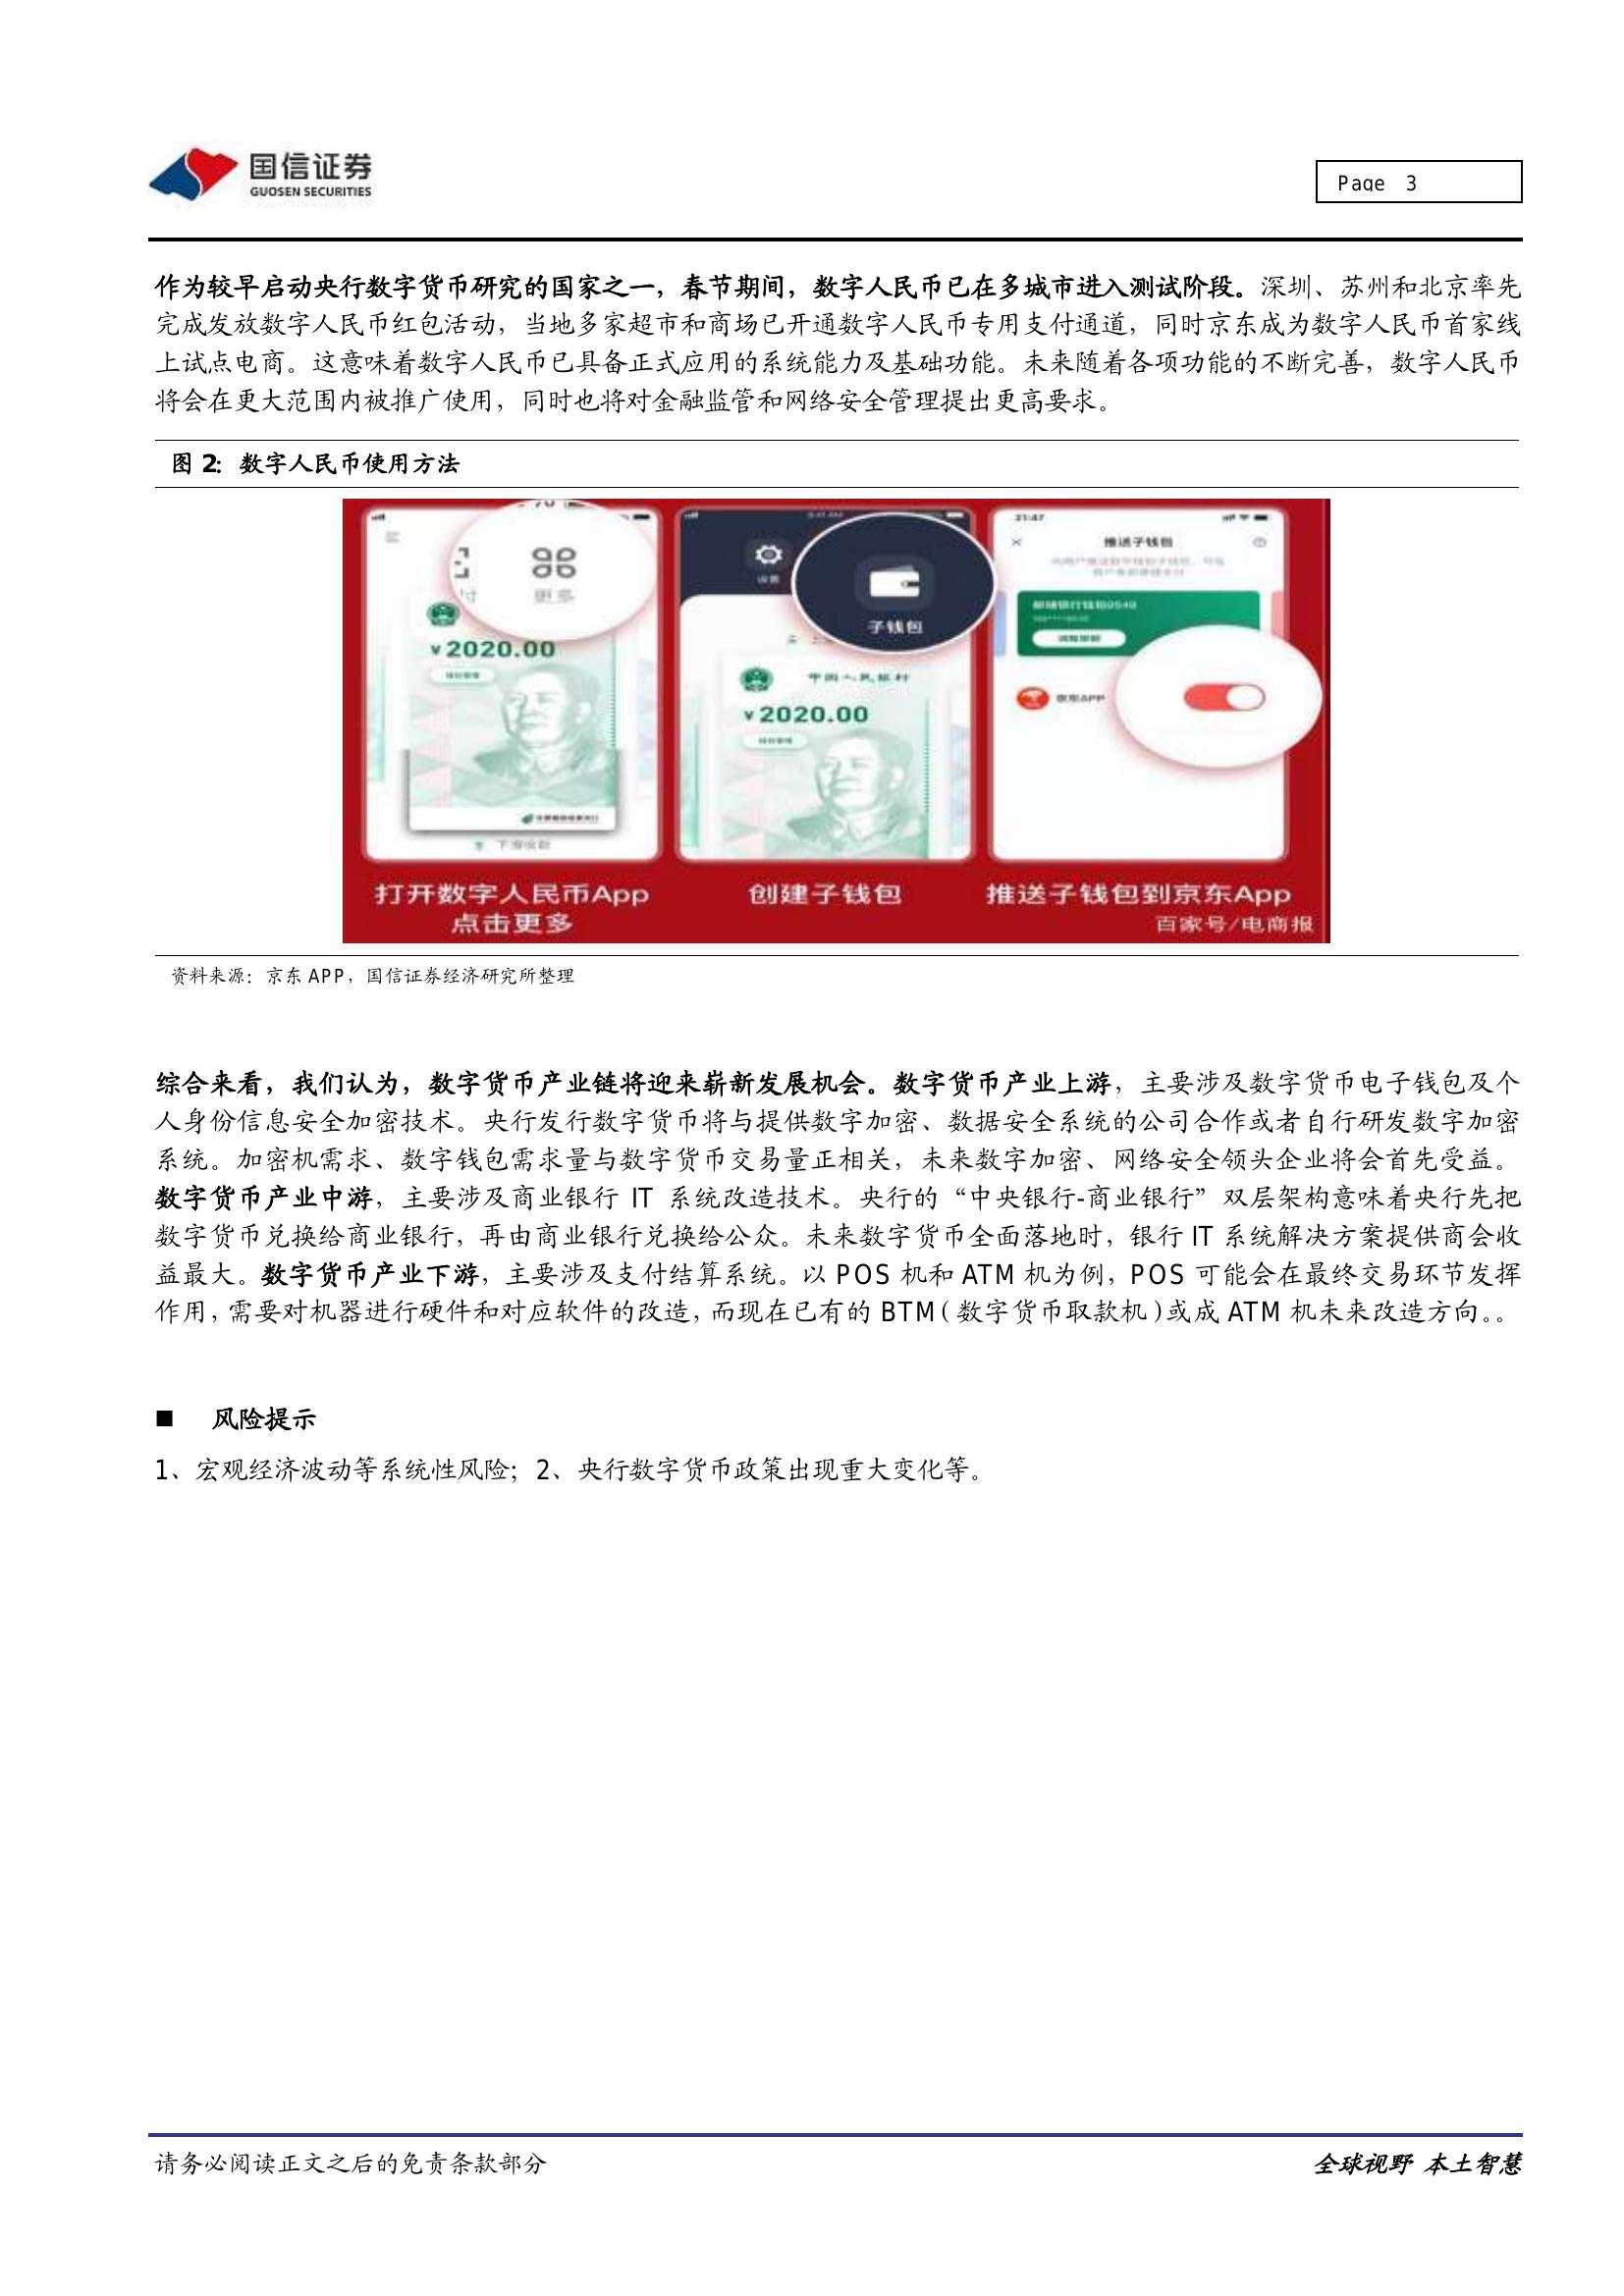 国信证券
GUOSEN SECURITIES
Page 3
作为较早启动央行数字货币研究的国家之一，春节期间，数字人民币已在多城市进入测试阶段。深圳、苏州和北京率先
完成发放数字人民币红包活动，当地多家超市和商场已开通数字人民币专用支付通道，同时京东成为数字人民币首家线
上试点电商。这意味着数字人民币已具备正式应用的系统能力及基础功能。未来随着各项功能的不断完善，数字人民币
将会在更大范围内被推广使用，同时也将对金融监管和网络安全管理提出更高要求。
图 2：数字人民币使用方法
付
更多
¥2020.00
下滑收款
打开数字人民币App
点击更多
设置
子钱包
中国人民银行
¥2020.00
创建子钱包
21:47
推送子钱包
邮储银行钱包0549
京东APP
推送子钱包到京东App
百家号/电商报
资料来源：京东 APP，国信证券经济研究所整理
综合来看，我们认为，数字货币产业链将迎来崭新发展机会。数字货币产业上游，主要涉及数字货币电子钱包及个
人身份信息安全加密技术。央行发行数字货币将与提供数字加密、数据安全系统的公司合作或者自行研发数字加密
系统。加密机需求、数字钱包需求量与数字货币交易量正相关，未来数字加密、网络安全领头企业将会首先受益。
数字货币产业中游，主要涉及商业银行 IT 系统改造技术。央行的“中央银行-商业银行”双层架构意味着央行先把
数字货币兑换给商业银行，再由商业银行兑换给公众。未来数字货币全面落地时，银行 IT 系统解决方案提供商会收
益最大。数字货币产业下游，主要涉及支付结算系统。以 POS 机和 ATM 机为例，POS 可能会在最终交易环节发挥
作用，需要对机器进行硬件和对应软件的改造，而现在已有的 BTM（数字货币取款机）或成 ATM 机未来改造方向。。
■ 风险提示
1、宏观经济波动等系统性风险；2、央行数字货币政策出现重大变化等。
请务必阅读正文之后的免责条款部分
全球视野 本土智慧